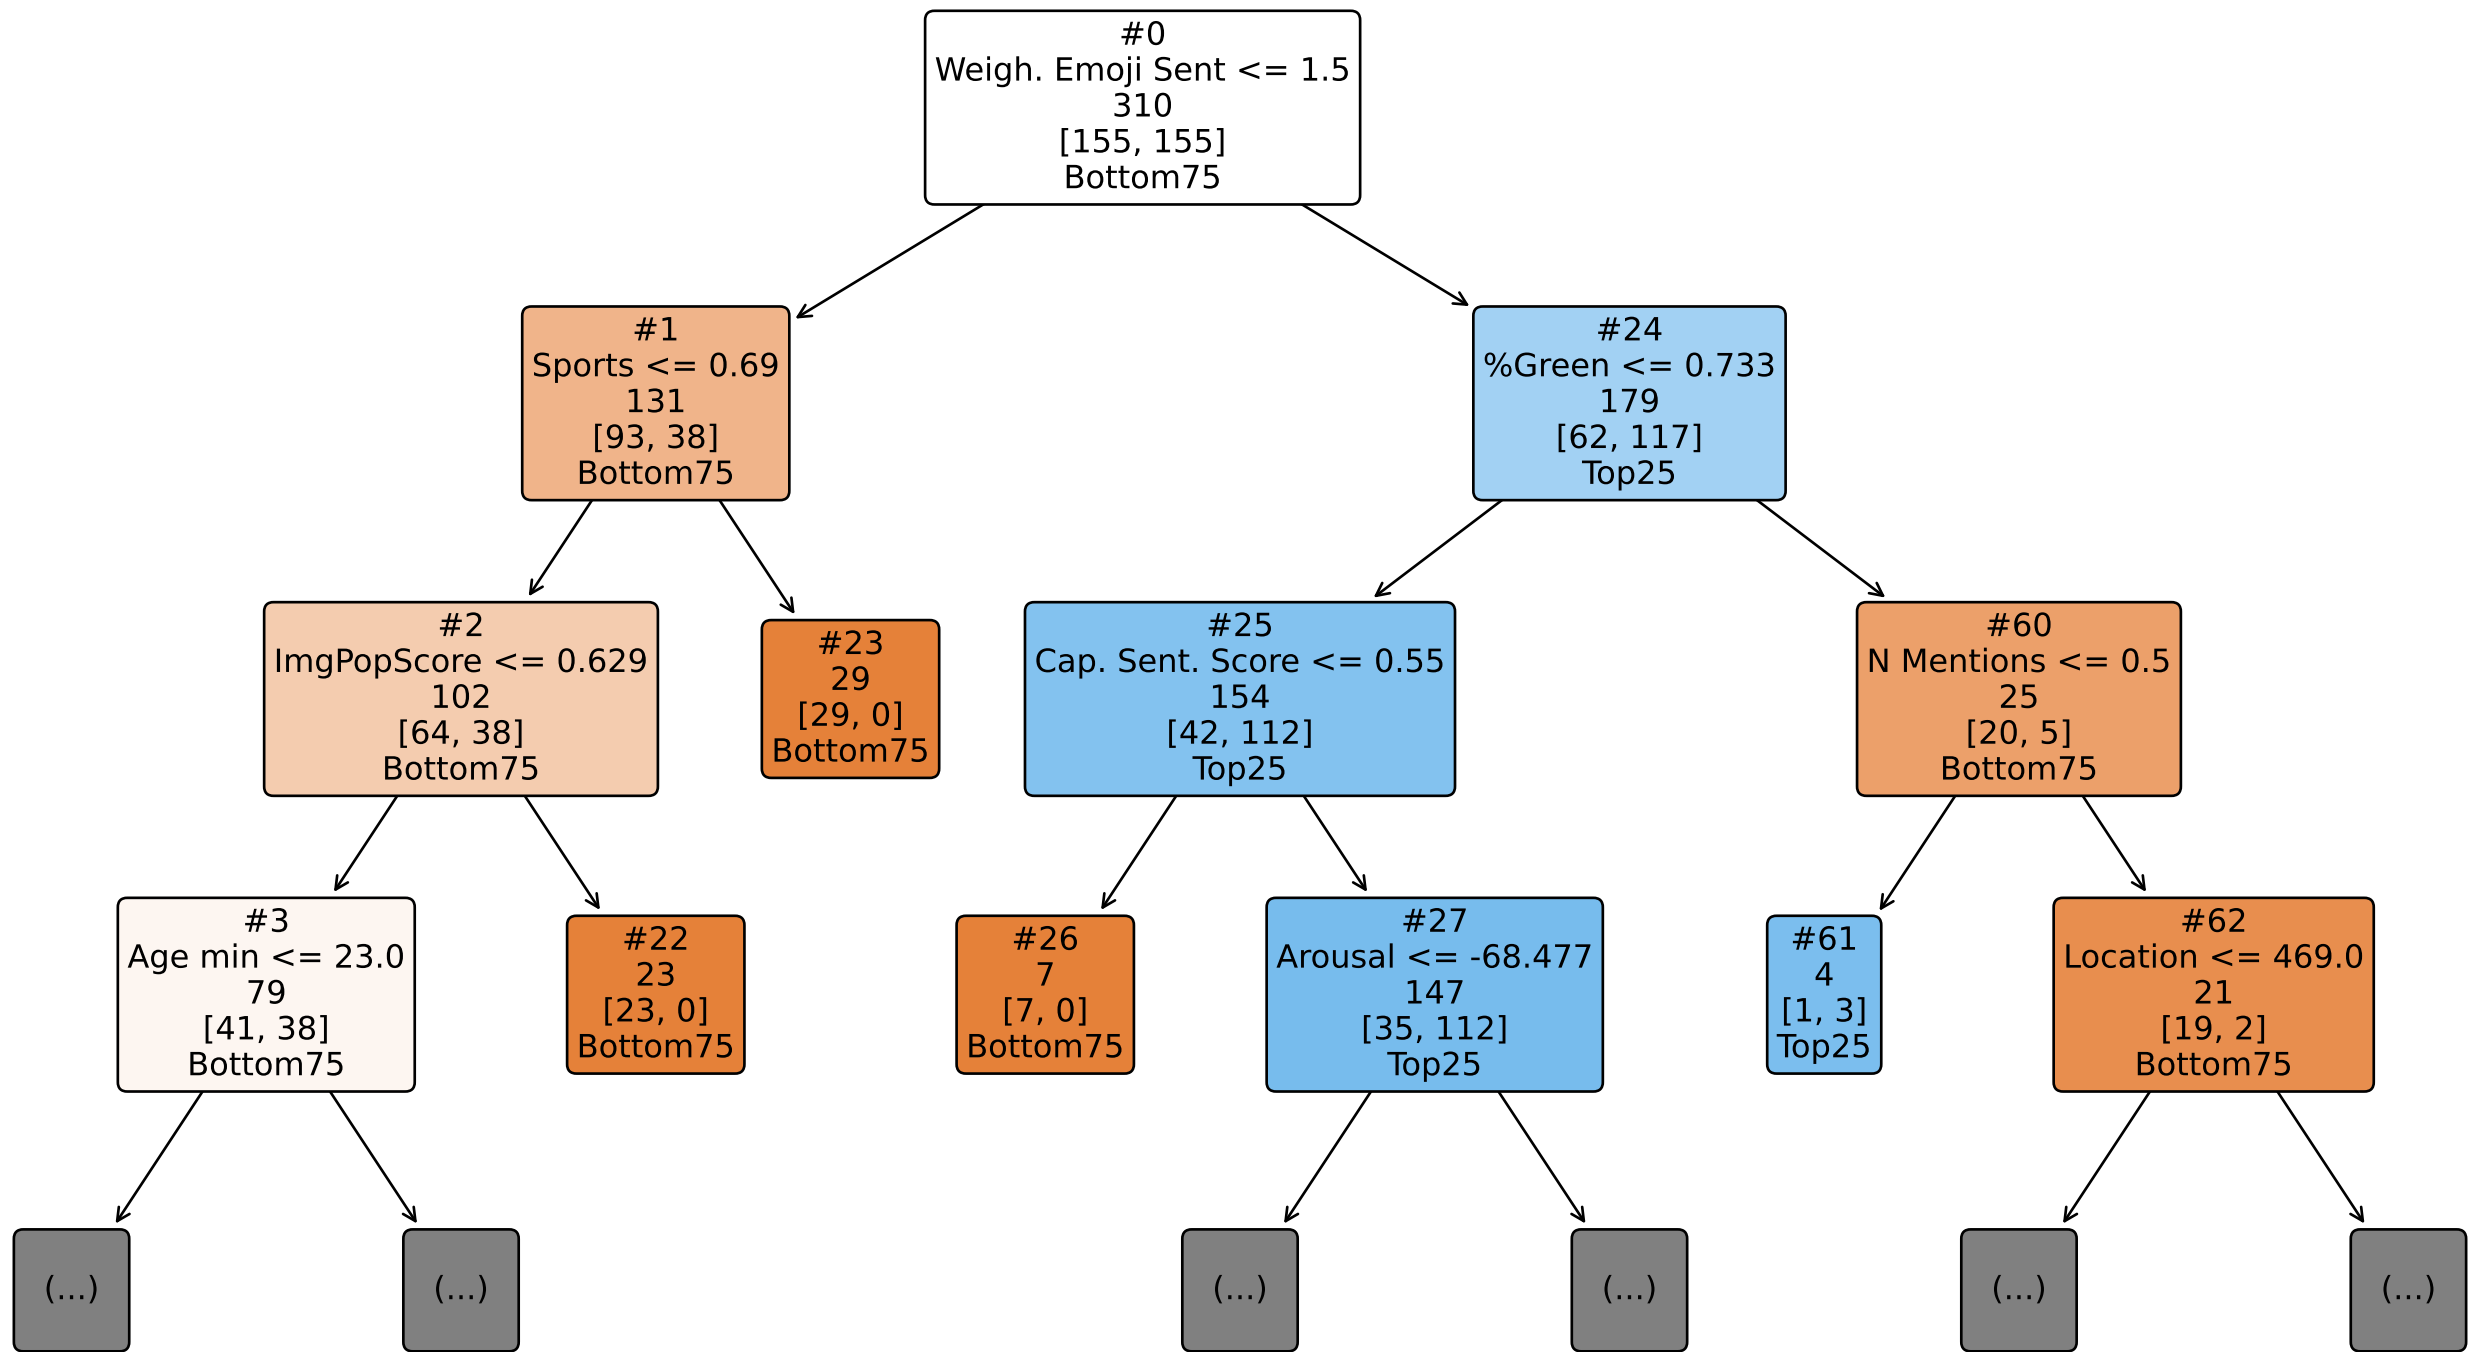 #0
Weigh. Emoji Sent <= 1.5
310
[155, 155]
Bottom75
#1
Sports <= 0.69
131
[93, 38]
Bottom75
#24
%Green <= 0.733
179
[62, 117]
Top25
#2
ImgPopScore <= 0.629
102
[64, 38]
Bottom75
#23
29
[29, 0]
Bottom75
#25
Cap. Sent. Score <= 0.55
154
[42, 112]
Top25
#60
N Mentions <= 0.5
25
[20, 5]
Bottom75
#3
Age min <= 23.0
79
[41, 38]
Bottom75
#22
23
[23, 0]
Bottom75
#26
7
[7, 0]
Bottom75
#27
Arousal <= -68.477
147
[35, 112]
Top25
#61
4
[1, 3]
Top25
#62
Location <= 469.0
21
[19, 2]
Bottom75
(...)
(...)
(...)
(...)
(...)
(...)